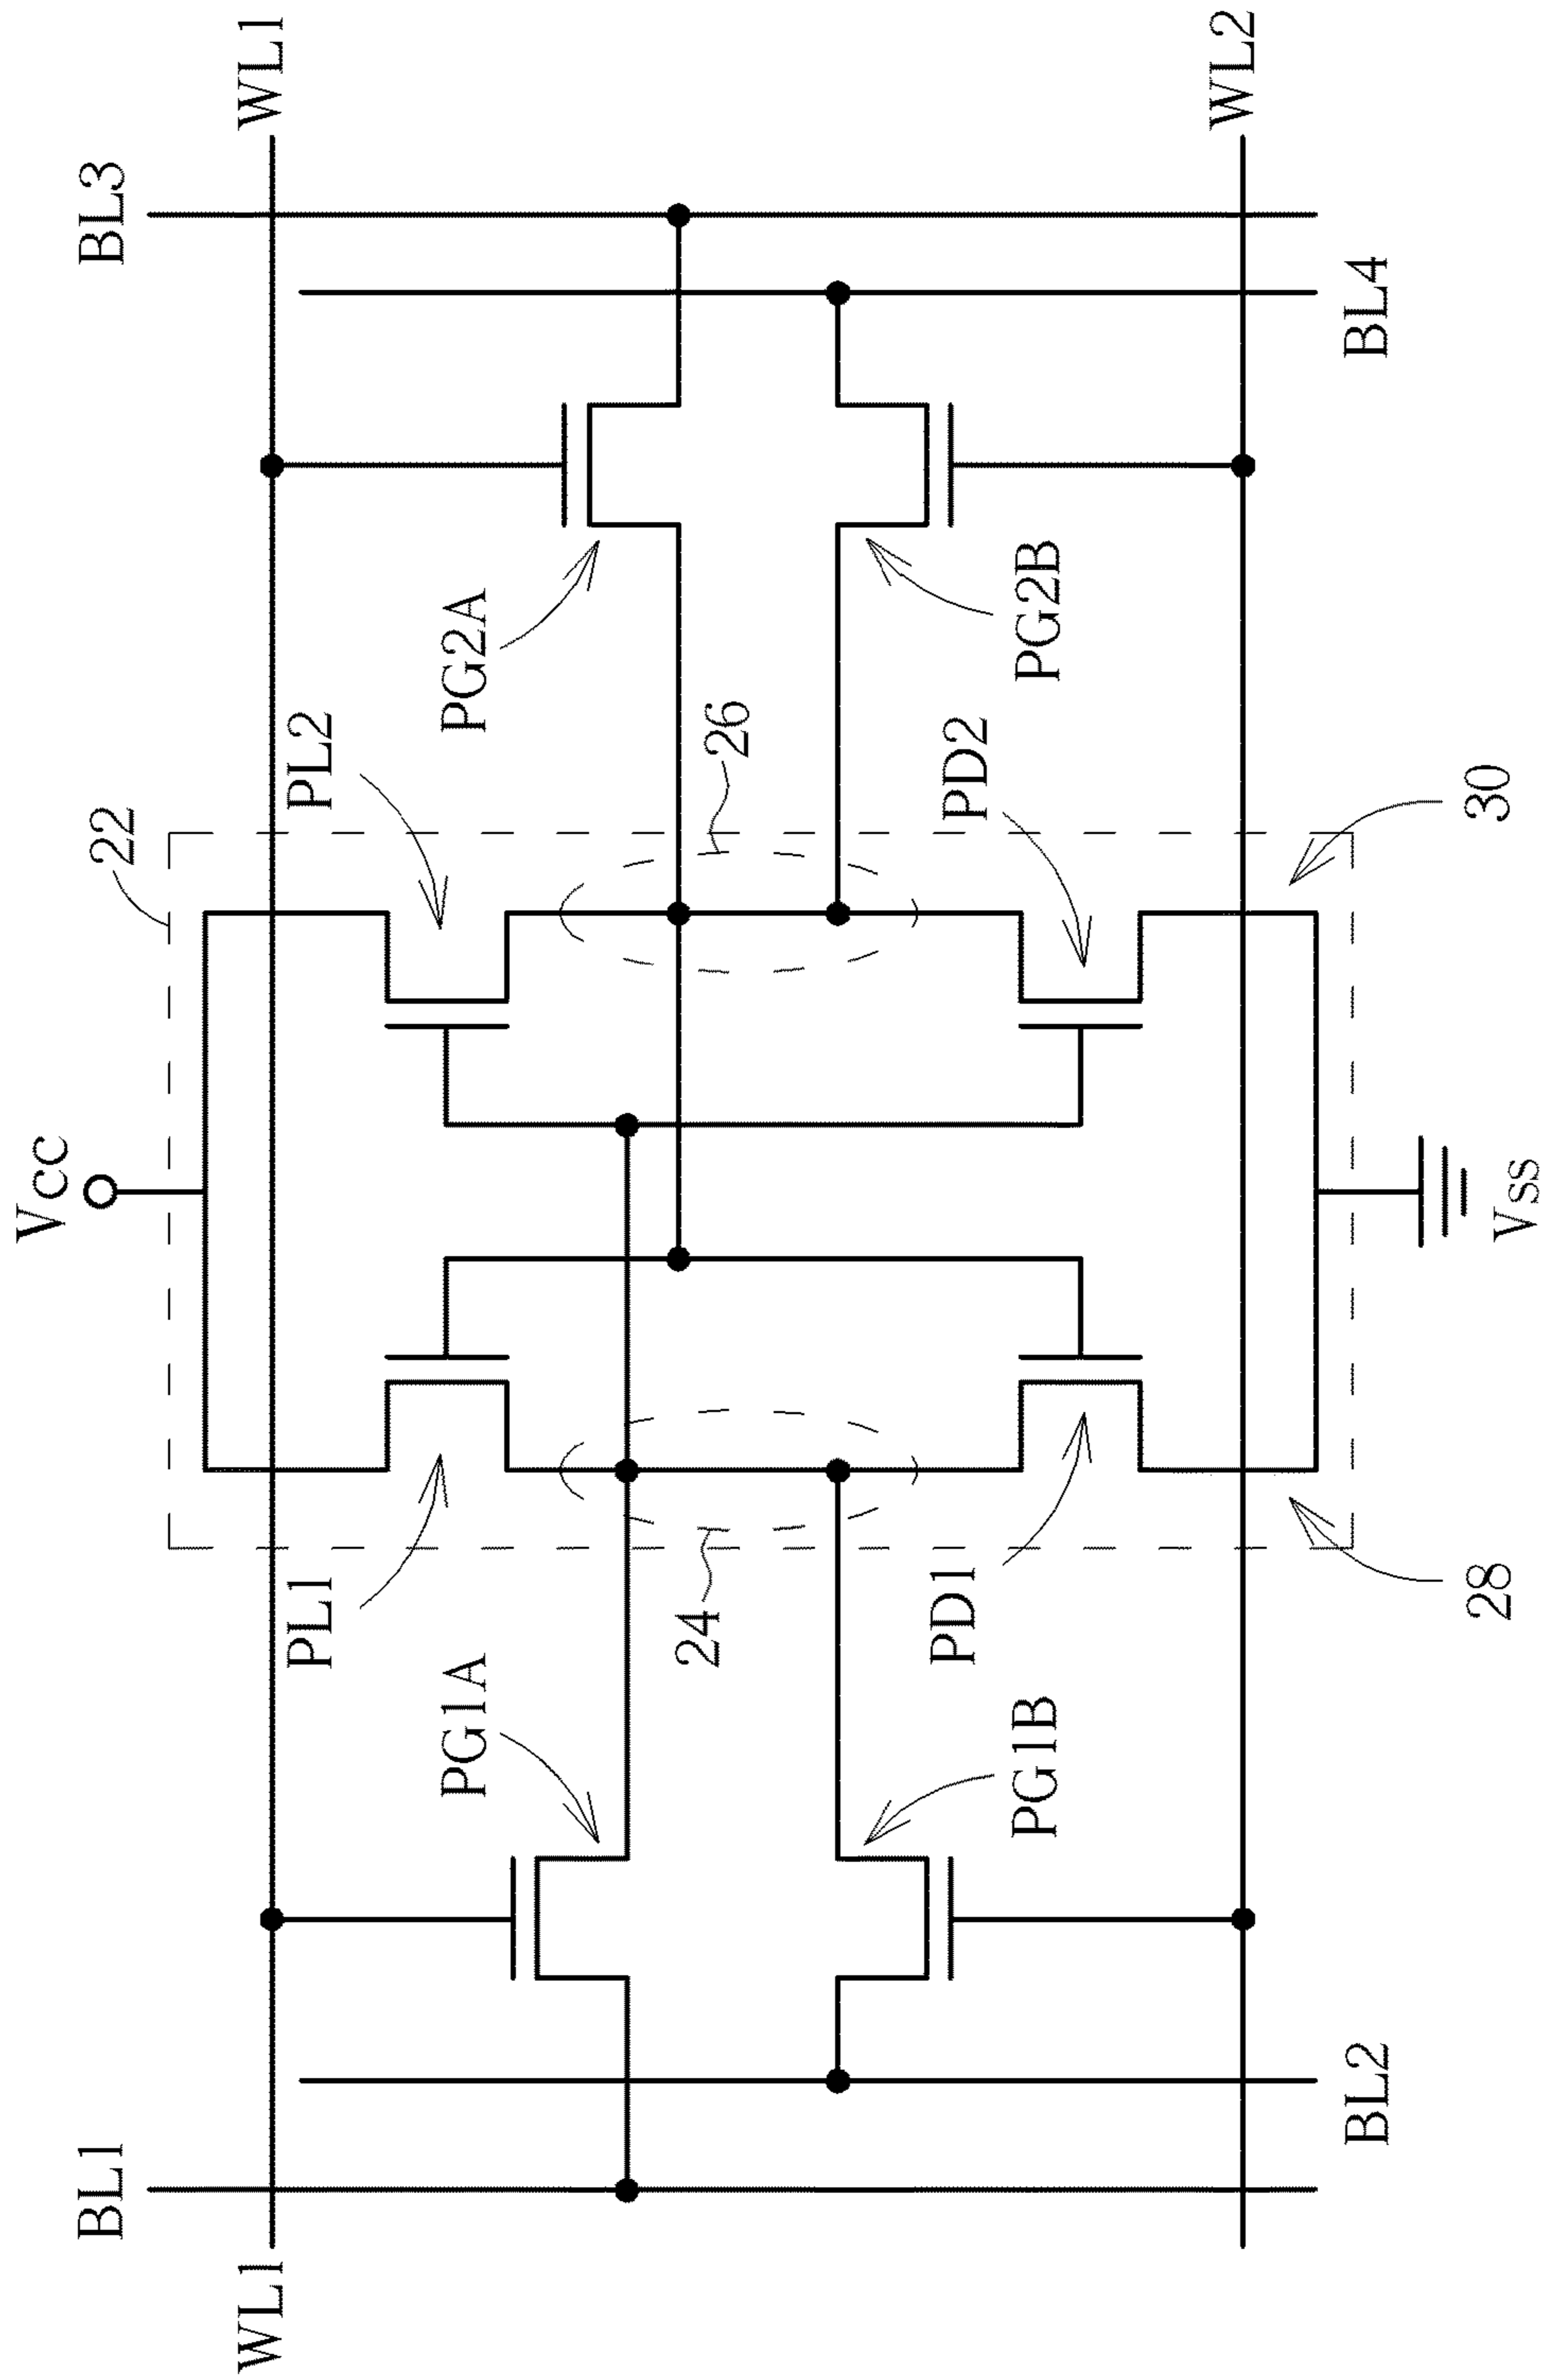 Vcc
BL1
22
BL3
WL1
WL1
PL1
PL2
PG1A
PG2A
24
26
PD1
PD2
PG1B
PG2B
WL2
BL2
BL4
28
30
Vss